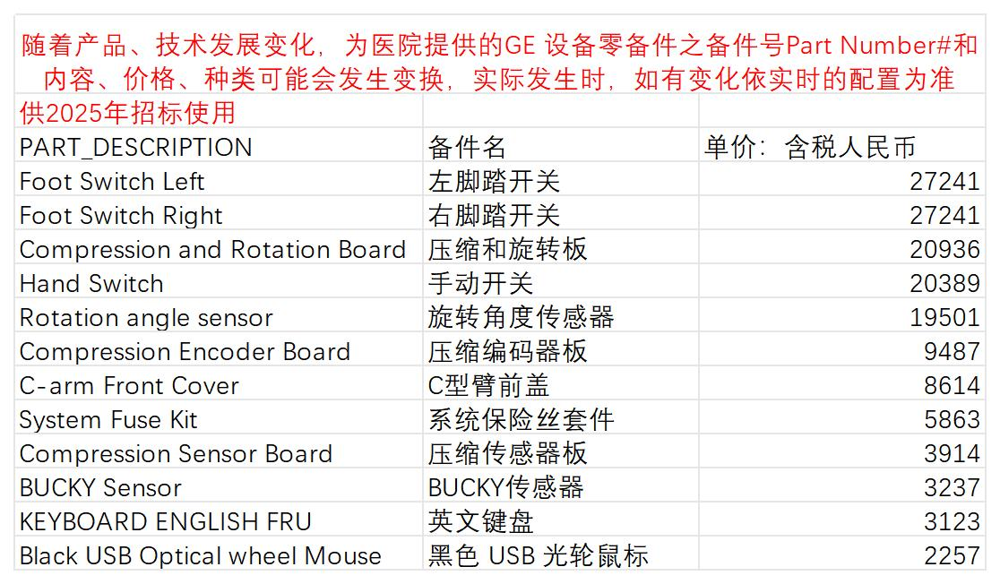 随着产品、技术发展变化，为医院提供的GE 设备零备件之备件号Part Number#和
内容、价格、种类可能会发生变换，实际发生时，如有变化依实时的配置为准
供2025年招标使用
PART_DESCRIPTION 备件名 单价：含税人民币
Foot Switch Left 左脚踏开关 27241
Foot Switch Right 右脚踏开关 27241
Compression and Rotation Board 压缩和旋转板 20936
Hand Switch 手动开关 20389
Rotation angle sensor 旋转角度传感器 19501
Compression Encoder Board 压缩编码器板 9487
C-arm Front Cover C型臂前盖 8614
System Fuse Kit 系统保险丝套件 5863
Compression Sensor Board 压缩传感器板 3914
BUCKY Sensor BUCKY传感器 3237
KEYBOARD ENGLISH FRU 英文键盘 3123
Black USB Optical wheel Mouse 黑色 USB 光轮鼠标 2257